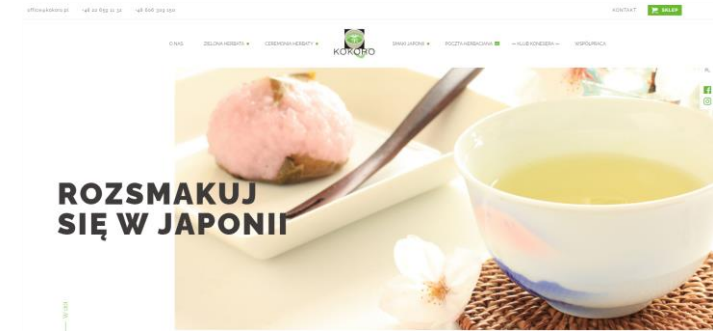 KONTAKT
SKLEP
O NAS
ZIELONA HERBATA
CEREMONIA HERBATY
KOKORO
SMAKI JAPONII
POCZTA HERBACIANA
KLUB KONESERA
WSPÓŁPRACA
ROZSMAKUJ
SIĘ W JAPONII